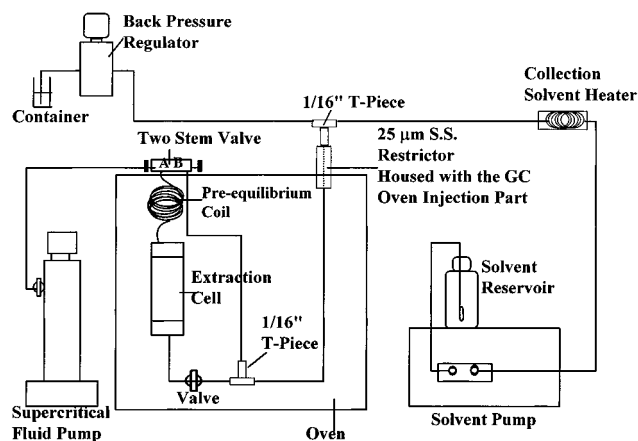 Back Pressure
Regulator
Container
Collection
Solvent Heater
1/16" T-Piece
Two Stem Valve
A B
25 μm S.S.
Restrictor
Housed with the GC
Oven Injection Part
Pre-equilibrium
Coil
Extraction
Cell
Solvent
Reservoir
1/16"
T-Piece
Valve
Supercritical
Fluid Pump
Oven
Solvent Pump